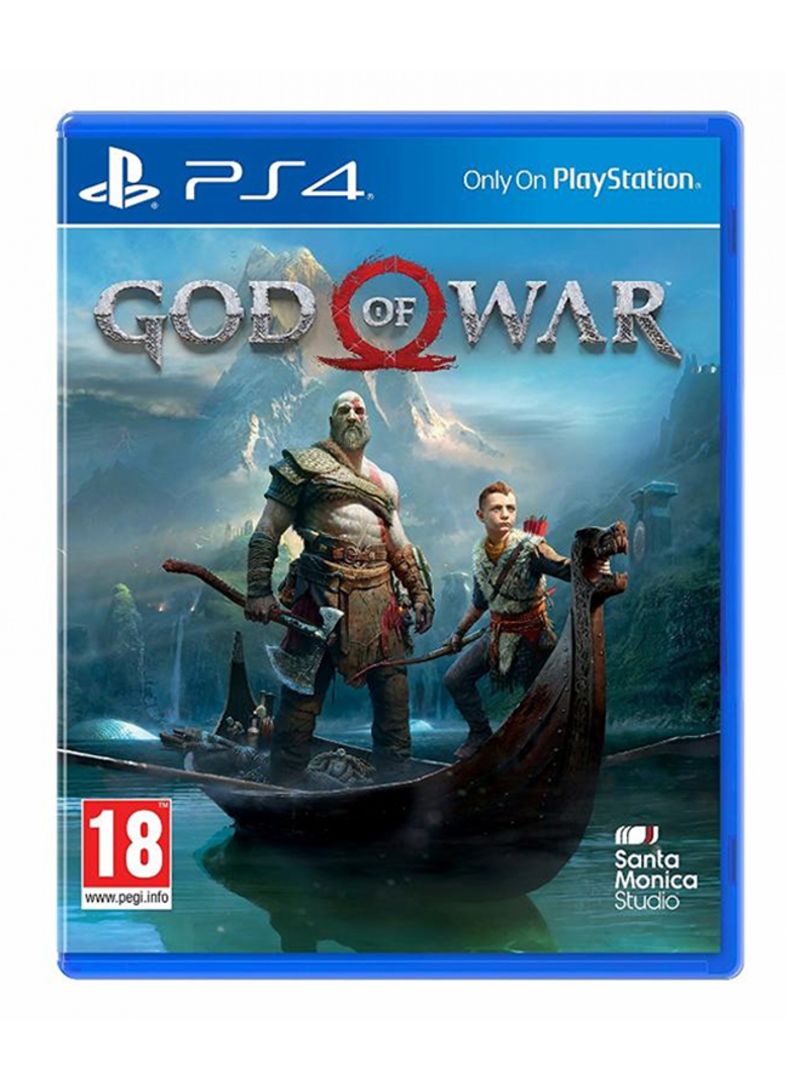 PS4
Only On PlayStation
GOD OF WAR
18
www.pegi.info
Santa
Monica
Studio